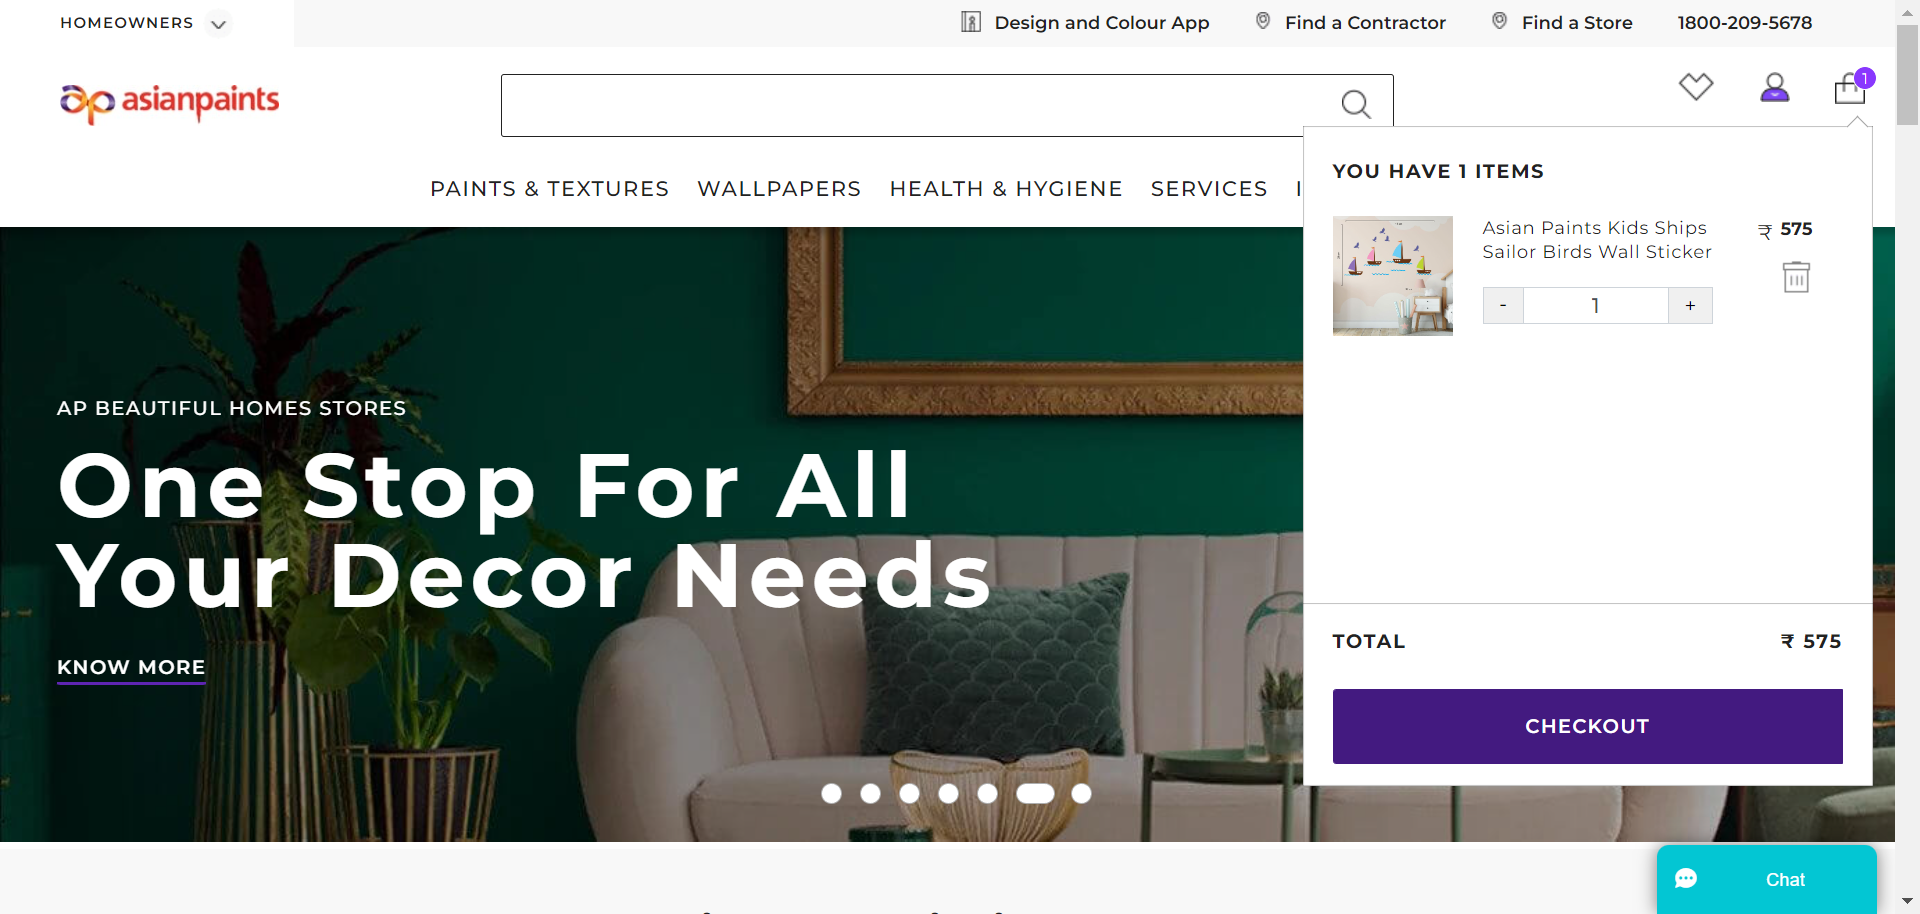 HOMEOWNERS
Design and Colour App
Find a Contractor
Find a Store
1800-209-5678
ap asianpaints
1
PAINTS & TEXTURES
WALLPAPERS
HEALTH & HYGIENE
SERVICES
YOU HAVE 1 ITEMS
Asian Paints Kids Ships
Sailor Birds Wall Sticker
₹ 575
- 1 +
AP BEAUTIFUL HOMES STORES
One Stop For All
Your Decor Needs
KNOW MORE
TOTAL
₹ 575
CHECKOUT
Chat